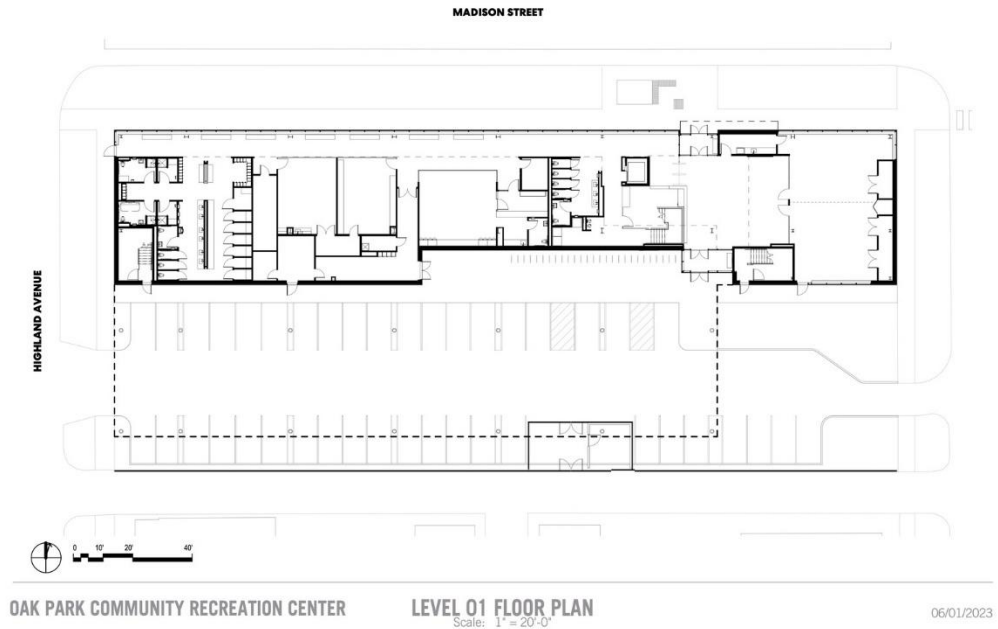 MADISON STREET
HIGHLAND AVENUE
0 10' 20' 40'
OAK PARK COMMUNITY RECREATION CENTER
LEVEL 01 FLOOR PLAN
Scale: 1" = 20'-0"
06/01/2023